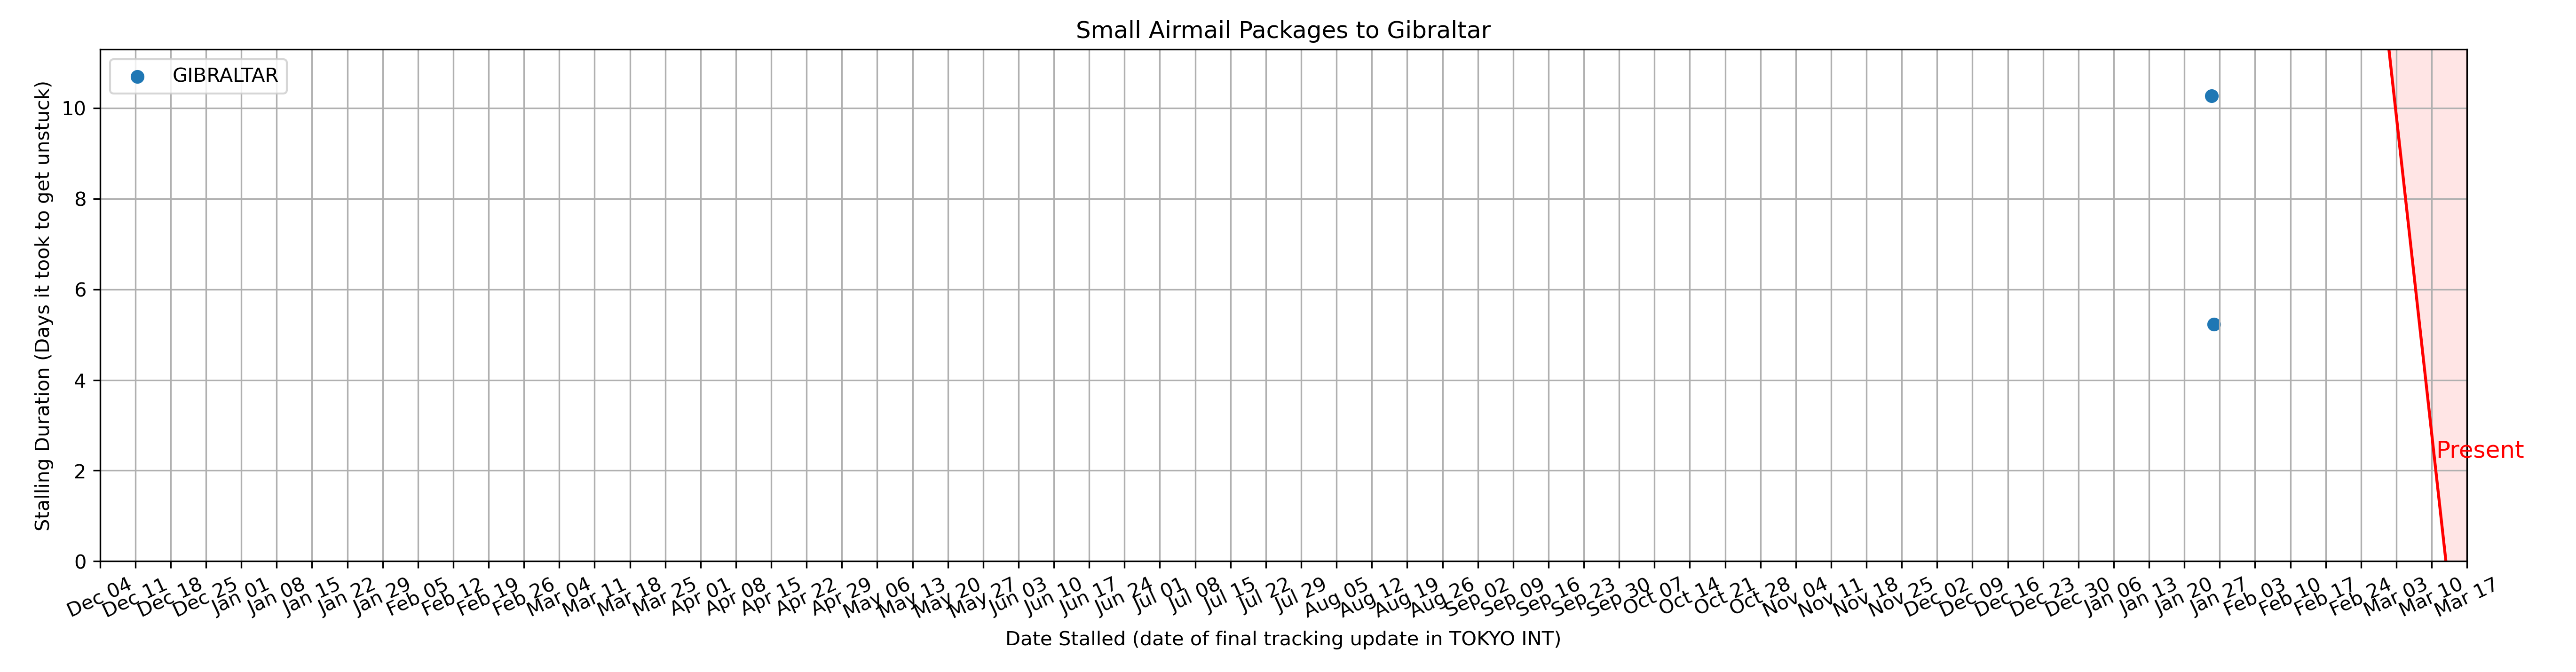 Small Airmail Packages to Gibraltar
GIBRALTAR
Stalling Duration (Days it took to get unstuck)
10
8
6
4
2
0
Present
Dec 04 Dec 11 Dec 18 Dec 25 Jan 01 Jan 08 Jan 15 Jan 22 Jan 29 Feb 05 Feb 12 Feb 19 Feb 26 Mar 04 Mar 11 Mar 18 Mar 25 Apr 01 Apr 08 Apr 15 Apr 22 Apr 29 May 06 May 13 May 20 May 27 Jun 03 Jun 10 Jun 17 Jun 24 Jul 01 Jul 08 Jul 15 Jul 22 Jul 29 Aug 05 Aug 12 Aug 19 Aug 26 Sep 02 Sep 09 Sep 16 Sep 23 Sep 30 Oct 07 Oct 14 Oct 21 Oct 28 Nov 04 Nov 11 Nov 18 Nov 25 Dec 02 Dec 09 Dec 16 Dec 23 Dec 30 Jan 06 Jan 13 Jan 20 Jan 27 Feb 03 Feb 10 Feb 17 Feb 24 Mar 03 Mar 10 Mar 17
Date Stalled (date of final tracking update in TOKYO INT)